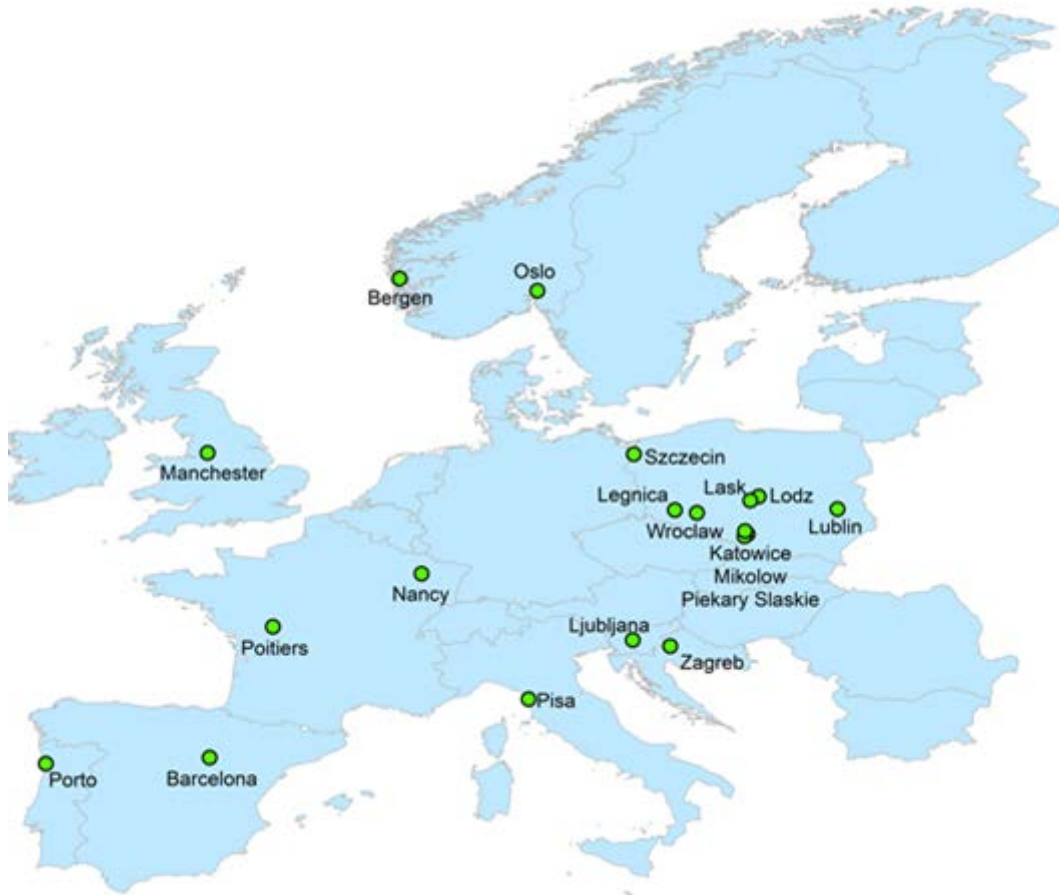 Oslo
Bergen
Manchester
Szczecin
Lask
Lodz
Legnica
Lublin
Wroclaw
Katowice
Mikolow
Piekary Slaskie
Nancy
Ljubljana
Poitiers
Zagreb
Pisa
Porto
Barcelona